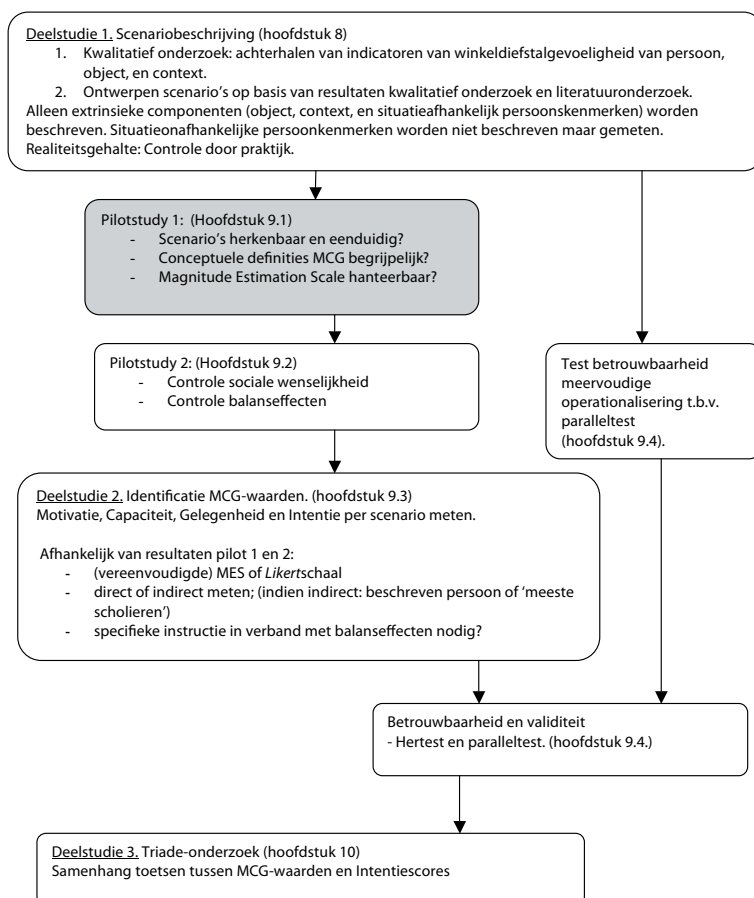 Deelstudie 1. Scenariobeschrijving (hoofdstuk 8)
1. Kwalitatief onderzoek: achterhalen van indicatoren van winkeldiefstalgevoeligheid van persoon,
object, en context.
2. Ontwerpen scenario's op basis van resultaten kwalitatief onderzoek en literatuuronderzoek.
Alleen extrinsieke componenten (object, context, en situatieafhankelijk persoonskenmerken) worden
beschreven. Situatieonafhankelijke persoonkenmerken worden niet beschreven maar gemeten.
Realiteitsgehalte: Controle door praktijk.
Pilotstudy 1: (Hoofdstuk 9.1)
- Scenario's herkenbaar en eenduidig?
- Conceptuele definities MCG begrijpelijk?
- Magnitude Estimation Scale hanteerbaar?
Pilotstudy 2: (Hoofdstuk 9.2)
- Controle sociale wenselijkheid
- Controle balanseffecten
Test betrouwbaarheid
meervoudige
operationalisering t.b.v.
paralleltest
(hoofdstuk 9.4).
Deelstudie 2. Identificatie MCG-waarden. (hoofdstuk 9.3)
Motivatie, Capaciteit, Gelegenheid en Intentie per scenario meten.
Afhankelijk van resultaten pilot 1 en 2:
- (vereenvoudigde) MES of Likertschaal
- direct of indirect meten; (indien indirect: beschreven persoon of 'meeste
scholieren')
- specifieke instructie in verband met balanseffecten nodig?
Betrouwbaarheid en validiteit
- Hertest en paralleltest. (hoofdstuk 9.4.)
Deelstudie 3. Triade-onderzoek (hoofdstuk 10)
Samenhang toetsen tussen MCG-waarden en Intentiescores